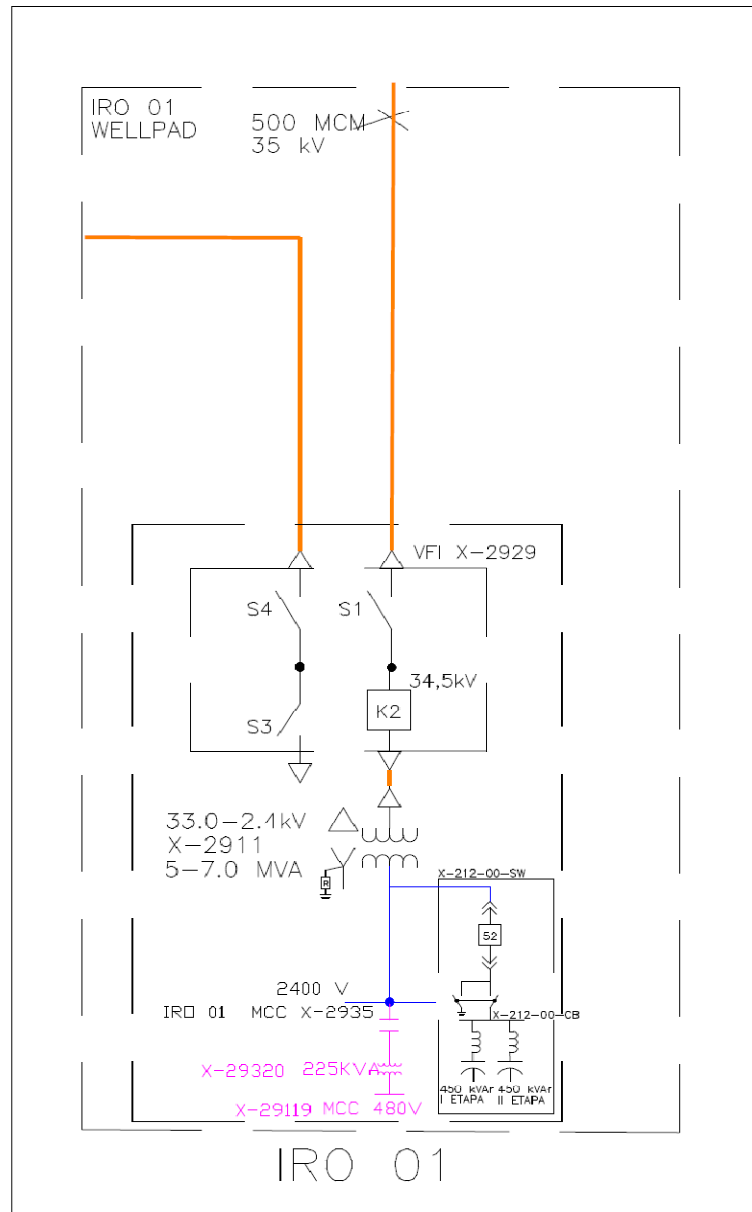 IRO 01
WELLPAD
500 MCM
35 kV
VFI X-2929
S4
S1
34,5kV
S3
K2
33.0-2.4kV
X-2911
5-7.0 MVA
R
X-212-00-SW
52
2400 V
IRO 01 MCC X-2935
X-212-00-CB
X-29320 225KVA
450 kVAr
I ETAPA
450 kVAr
II ETAPA
X-29119 MCC 480V
IRO 01